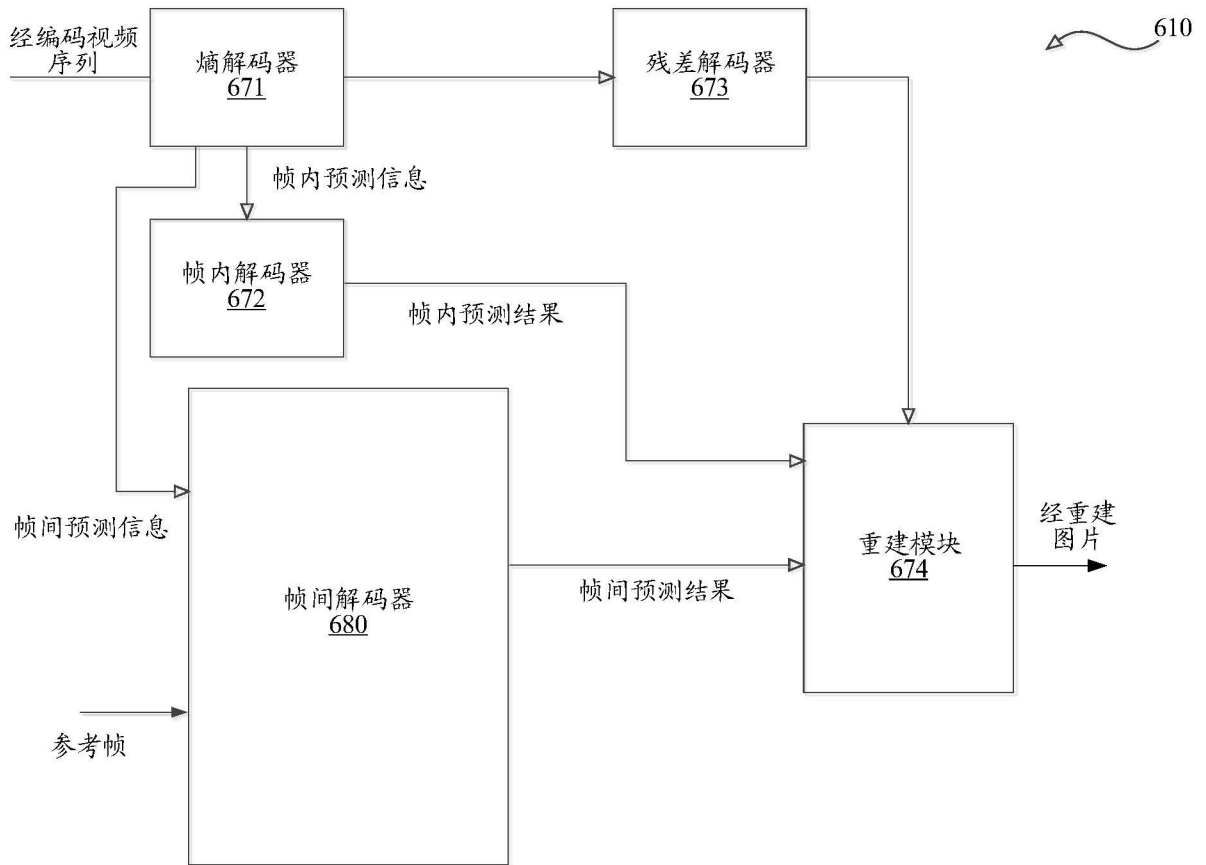 经编码视频
序列
熵解码器
671
残差解码器
673
610
帧内预测信息
帧内解码器
672
帧内预测结果
帧间预测信息
帧间解码器
680
帧间预测结果
重建模块
674
经重建
图片
参考帧